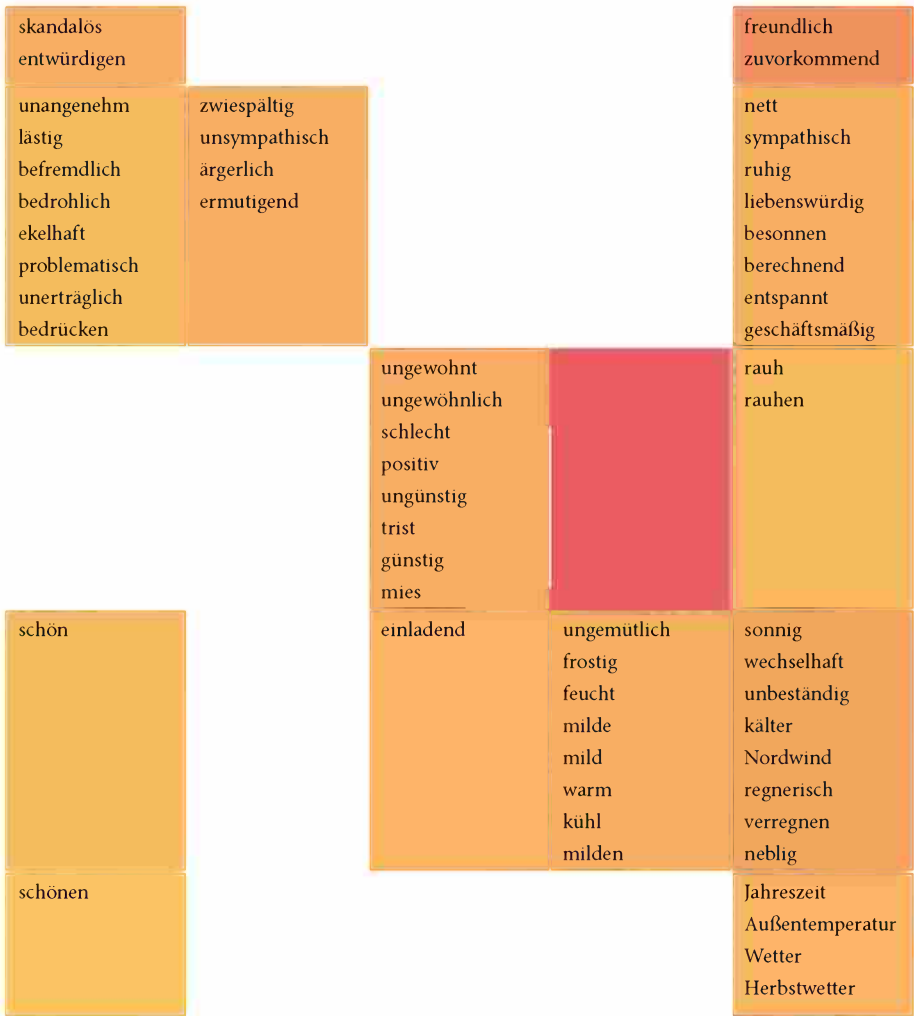 skandalös
entwürdigen
freundlich
zuvorkommend
unangenehm
lästig
befremdlich
bedrohlich
ekelhaft
problematisch
unerträglich
bedrücken
zwiespältig
unsympathisch
ärgerlich
ermutigend
nett
sympathisch
ruhig
liebenswürdig
besonnen
berechnend
entspannt
geschäftsmäßig
ungewohnt
ungewöhnlich
schlecht
positiv
ungünstig
trist
günstig
mies
rauh
rauhen
schön
einladend
ungemütlich
frostig
feucht
milde
mild
warm
kühl
milden
sonnig
wechselhaft
unbeständig
kälter
Nordwind
regnerisch
verregnen
neblig
schönen
Jahreszeit
Außentemperatur
Wetter
Herbstwetter